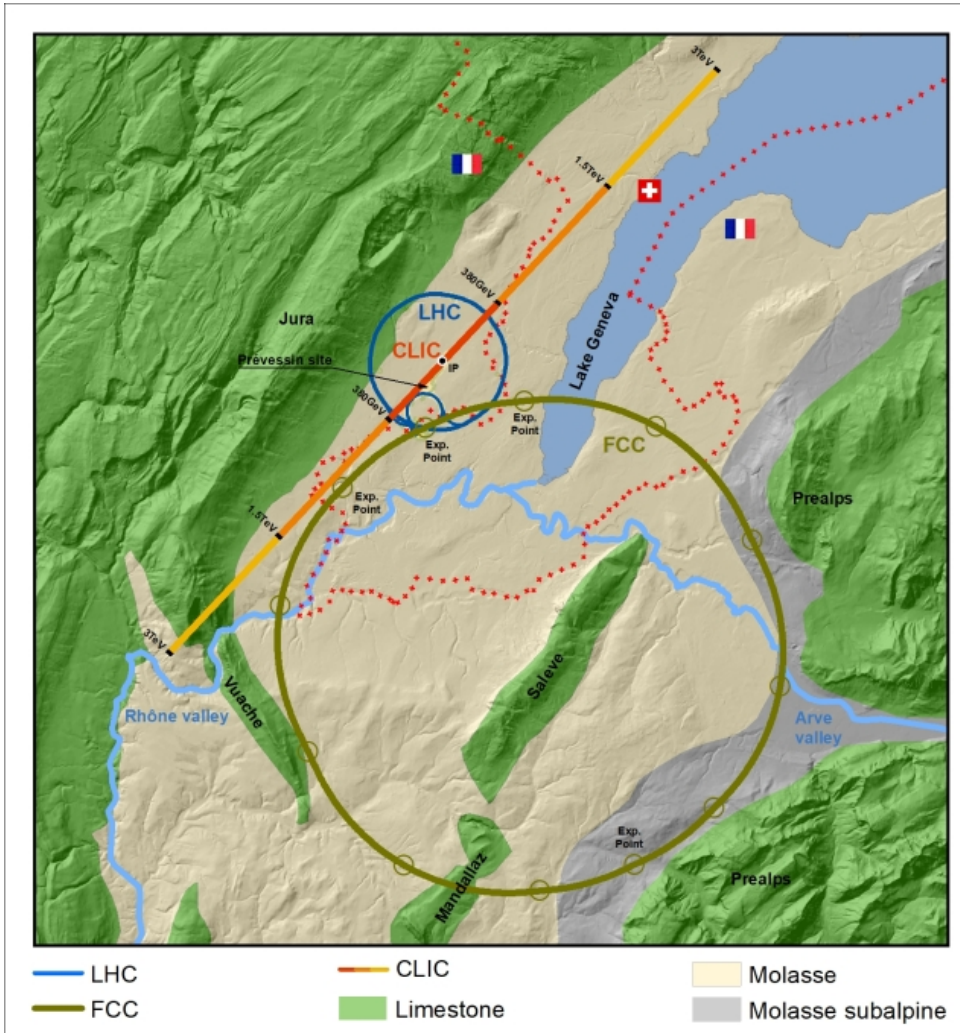 3TeV
1.5TeV
380GeV
LHC
Jura
CLIC
Prévessin site
IP
Lake Geneva
380GeV
Exp.
Point
Exp.
Point
FCC
Exp.
Point
Prealps
1.5TeV
3TeV
Vuache
Saleve
Rhône valley
Arve
valley
Exp.
Point
Mandallaz
Prealps
LHC
CLIC
Molasse
FCC
Limestone
Molasse subalpine